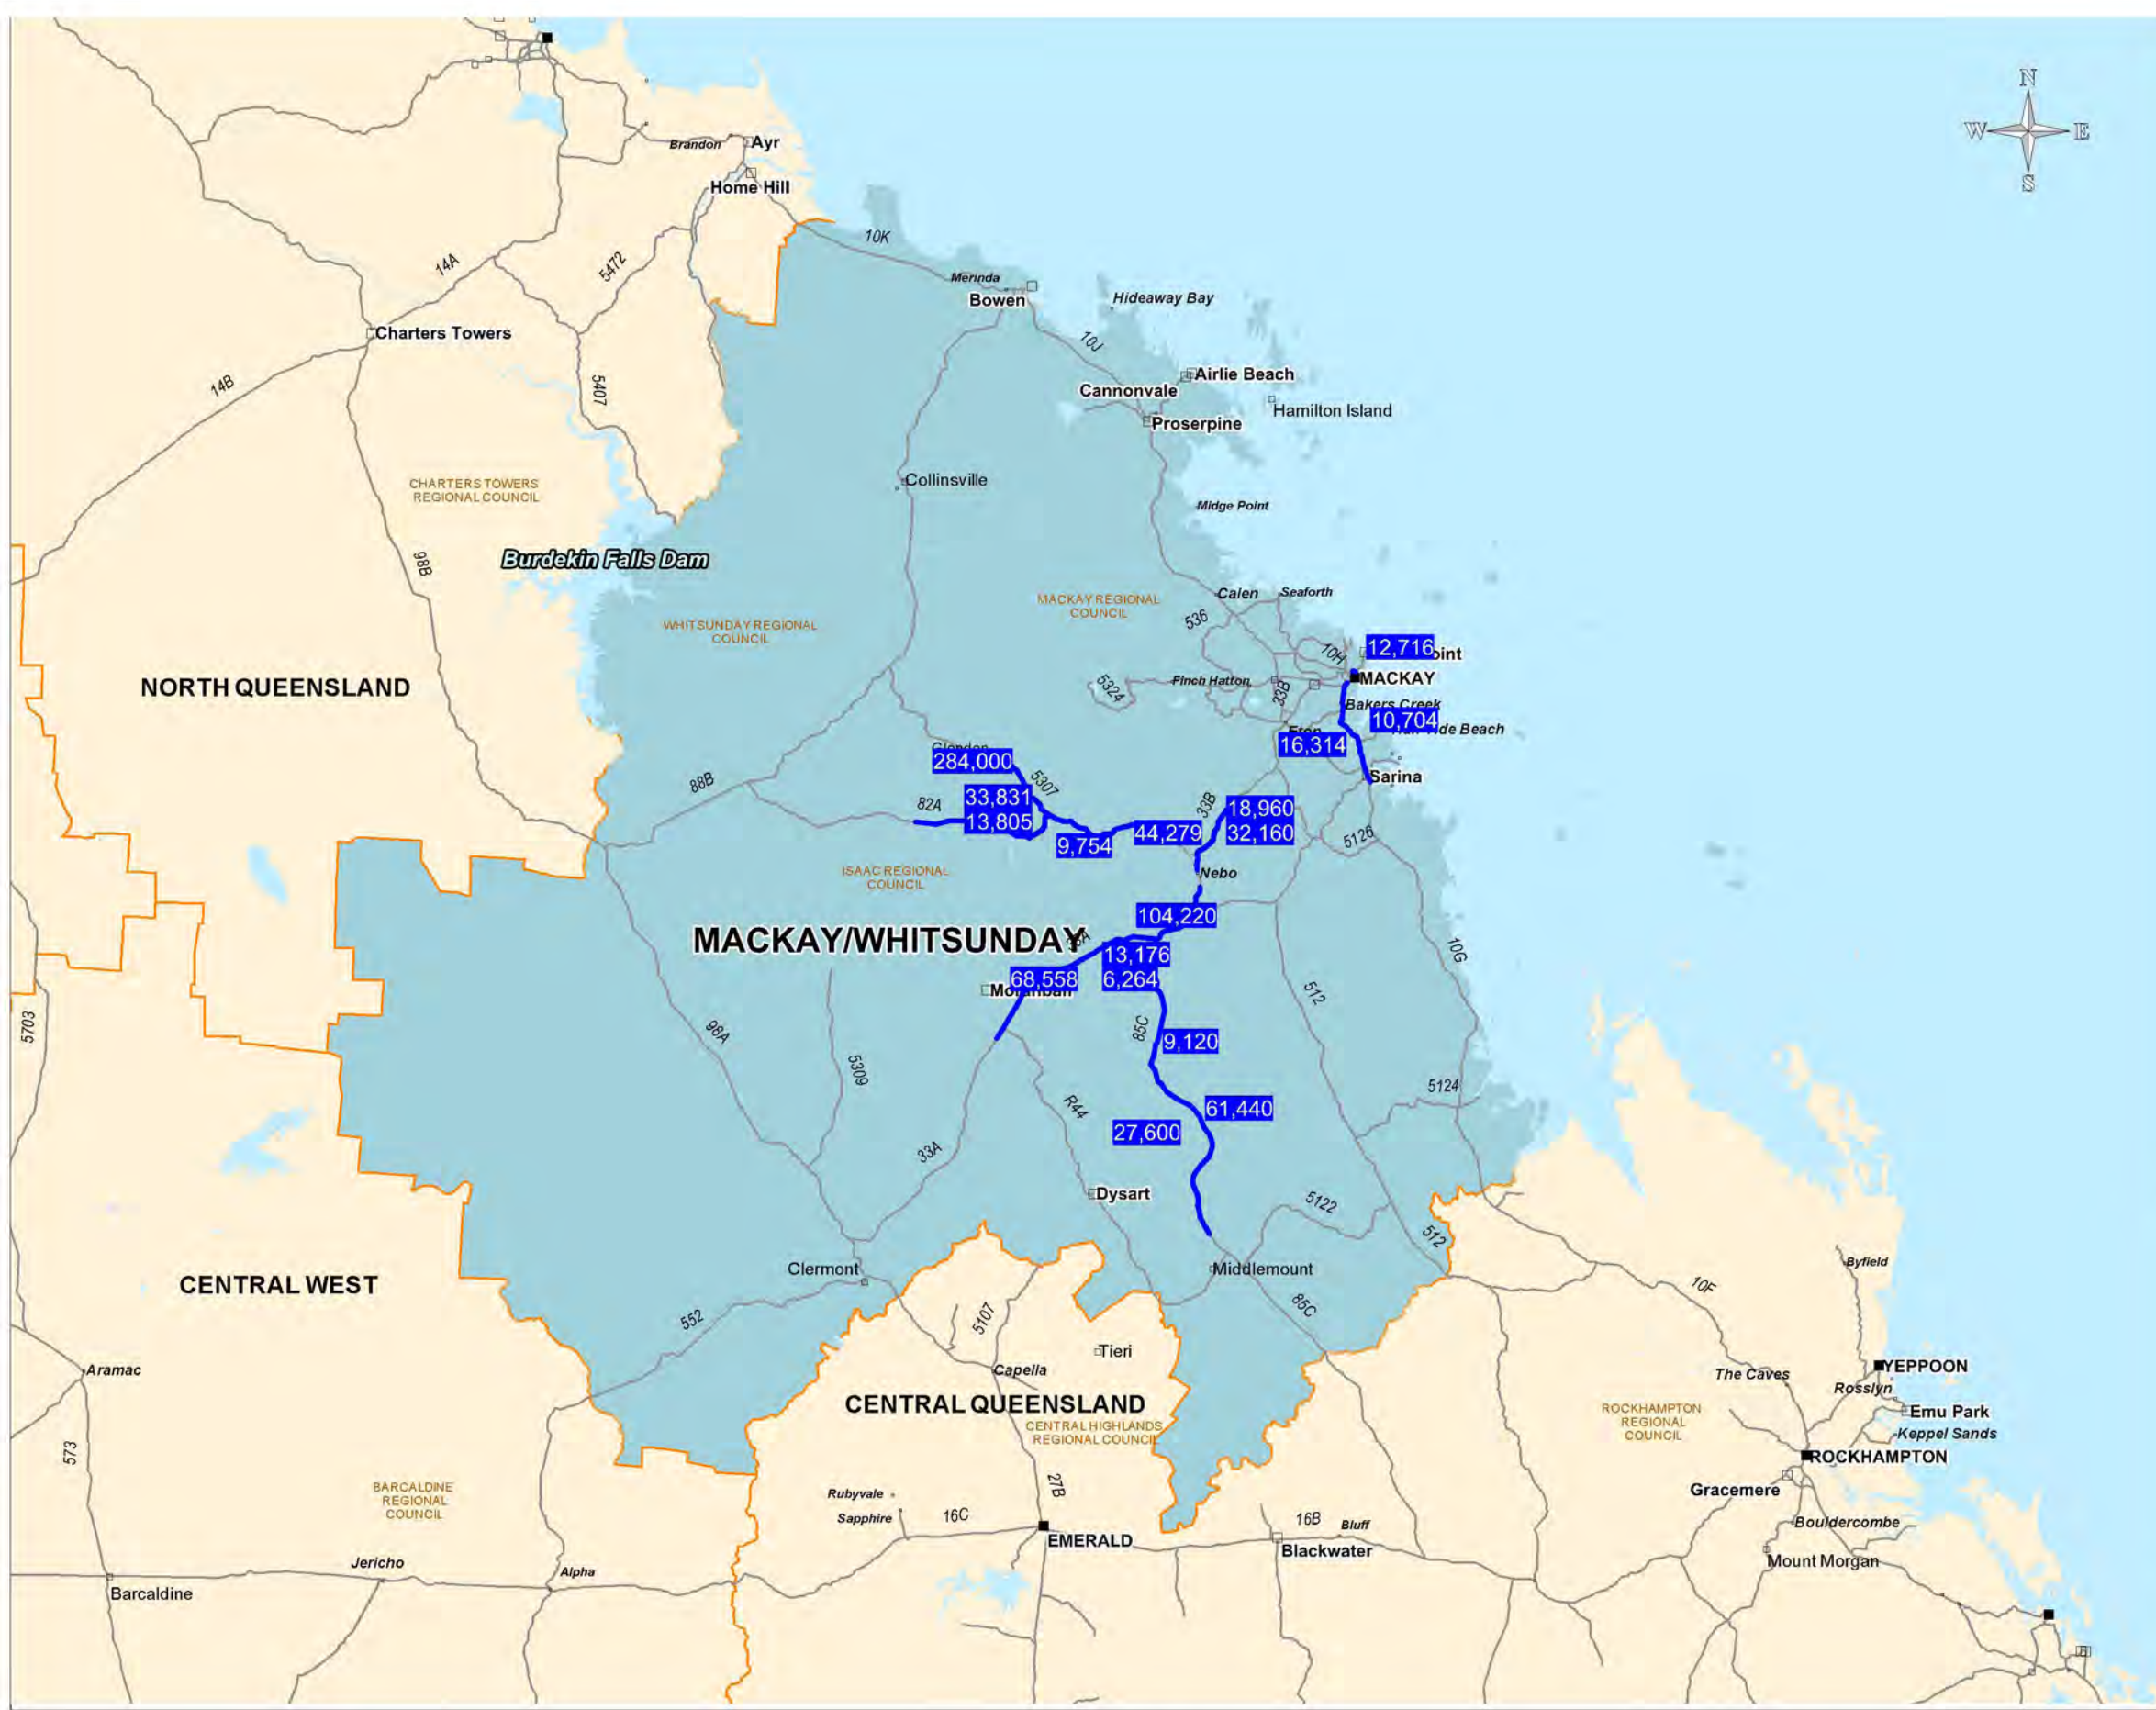 N
W E
S
Brandon
Ayr
Home Hill
10K
14A
5472
Merinda
Bowen
Hideaway Bay
Charters Towers
10J
14B
5407
Airlie Beach
Cannonvale
Hamilton Island
Proserpine
CHARTERS TOWERS
REGIONAL COUNCIL
Collinsville
Midge Point
98B
Burdekin Falls Dam
Calen
Seaforth
MACKAY REGIONAL
COUNCIL
536
WHITSUNDAY REGIONAL
COUNCIL
10H
12,716
oint
NORTH QUEENSLAND
5324
Finch Hatton
33B
MACKAY
Bakers Creek
10,704
ide Beach
16,314
284,000
5307
Sarina
88B
82A
33,831
13,805
33B
18,960
44,279
32,160
9,754
5126
ISAAC REGIONAL
COUNCIL
Nebo
104,220
MACKAY/WHITSUNDAY
13,176
10G
68,558
6,264
512
5703
98A
85C
9,120
5309
R44
5124
61,440
27,600
33A
Dysart
5122
512
Clermont
Middlemount
Byfield
CENTRAL WEST
10F
85C
552
5107
Tieri
Aramac
Capella
The Caves
YEPPOON
Rosslyn
CENTRAL QUEENSLAND
CENTRAL HIGHLANDS
REGIONAL COUNCIL
ROCKHAMPTON
REGIONAL
COUNCIL
Emu Park
Keppel Sands
573
ROCKHAMPTON
27B
BARCALDINE
REGIONAL
COUNCIL
Rubyvale
Gracemere
Sapphire
16C
16B
Bluff
Bouldercombe
EMERALD
Blackwater
Mount Morgan
Jericho
Alpha
Barcaldine